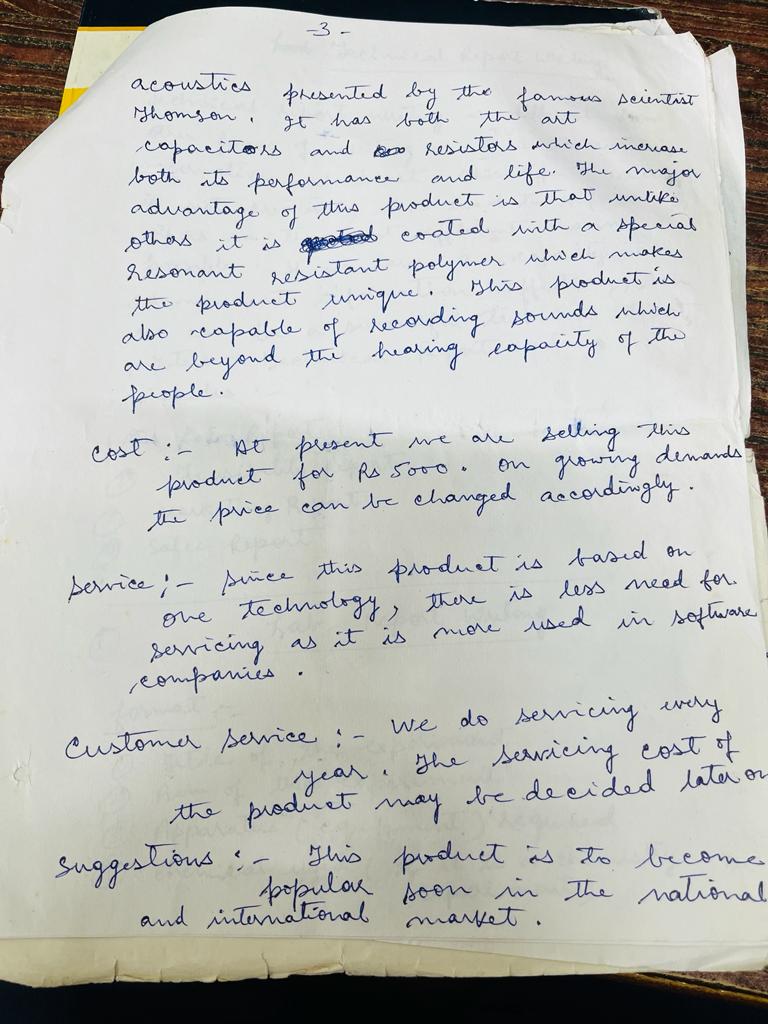 -3-
acoustics presented by the famous scientist
Thomson. It has both the art
capacitors and resistors which increase
both its performance and life. The major
advantage of this product is that unlike
others it is coated with a special
resonant resistant polymer which makes
the product unique. This product is
also capable of recording sounds which
are beyond the hearing capacity of the
people.
Cost :- At present we are selling this
product for Rs 5000. On growing demands
the price can be changed accordingly.
Service :- Since this product is based on
one technology, there is less need for
servicing as it is more used in software
companies.
Customer Service :- We do servicing every
year. The servicing cost of
the product may be decided later on
Suggestions :- This product is to become
popular soon in the national
and international market.